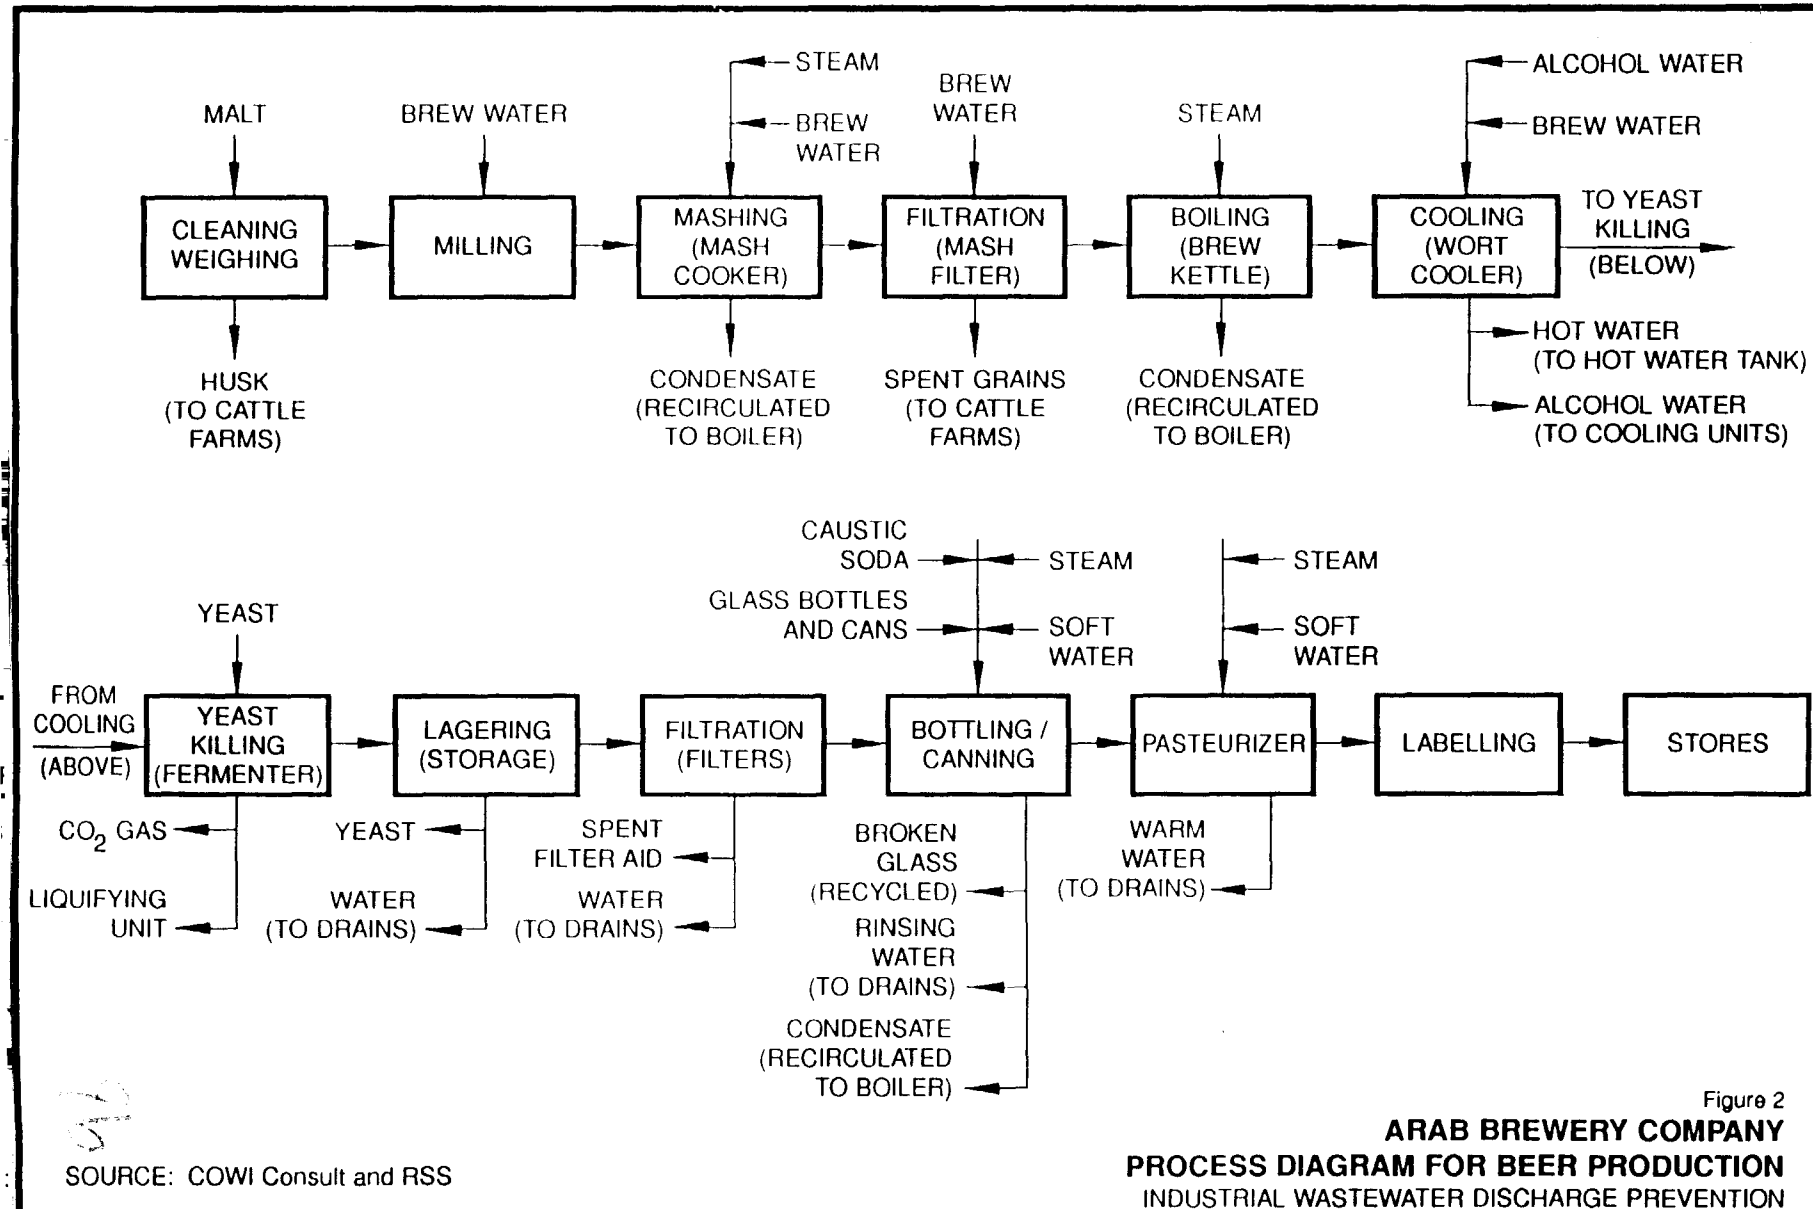 STEAM
BREW
WATER
MALT
BREW WATER
BREW
WATER
STEAM
ALCOHOL WATER
BREW WATER
CLEANING
WEIGHING
MILLING
MASHING
(MASH
COOKER)
FILTRATION
(MASH
FILTER)
BOILING
(BREW
KETTLE)
COOLING
(WORT
COOLER)
TO YEAST
KILLING
(BELOW)
HUSK
(TO CATTLE
FARMS)
CONDENSATE
(RECIRCULATED
TO BOILER)
SPENT GRAINS
(TO CATTLE
FARMS)
CONDENSATE
(RECIRCULATED
TO BOILER)
HOT WATER
(TO HOT WATER TANK)
ALCOHOL WATER
(TO COOLING UNITS)
YEAST
CAUSTIC
SODA
STEAM
GLASS BOTTLES
AND CANS
SOFT
WATER
STEAM
SOFT
WATER
FROM
COOLING
(ABOVE)
YEAST
KILLING
(FERMENTER)
LAGERING
(STORAGE)
FILTRATION
(FILTERS)
BOTTLING /
CANNING
PASTEURIZER
LABELLING
STORES
CO2 GAS
LIQUIFYING
UNIT
YEAST
WATER
(TO DRAINS)
SPENT
FILTER AID
WATER
(TO DRAINS)
BROKEN
GLASS
(RECYCLED)
RINSING
WATER
(TO DRAINS)
CONDENSATE
(RECIRCULATED
TO BOILER)
WARM
WATER
(TO DRAINS)
SOURCE: COWI Consult and RSS
Figure 2
ARAB BREWERY COMPANY
PROCESS DIAGRAM FOR BEER PRODUCTION
INDUSTRIAL WASTEWATER DISCHARGE PREVENTION